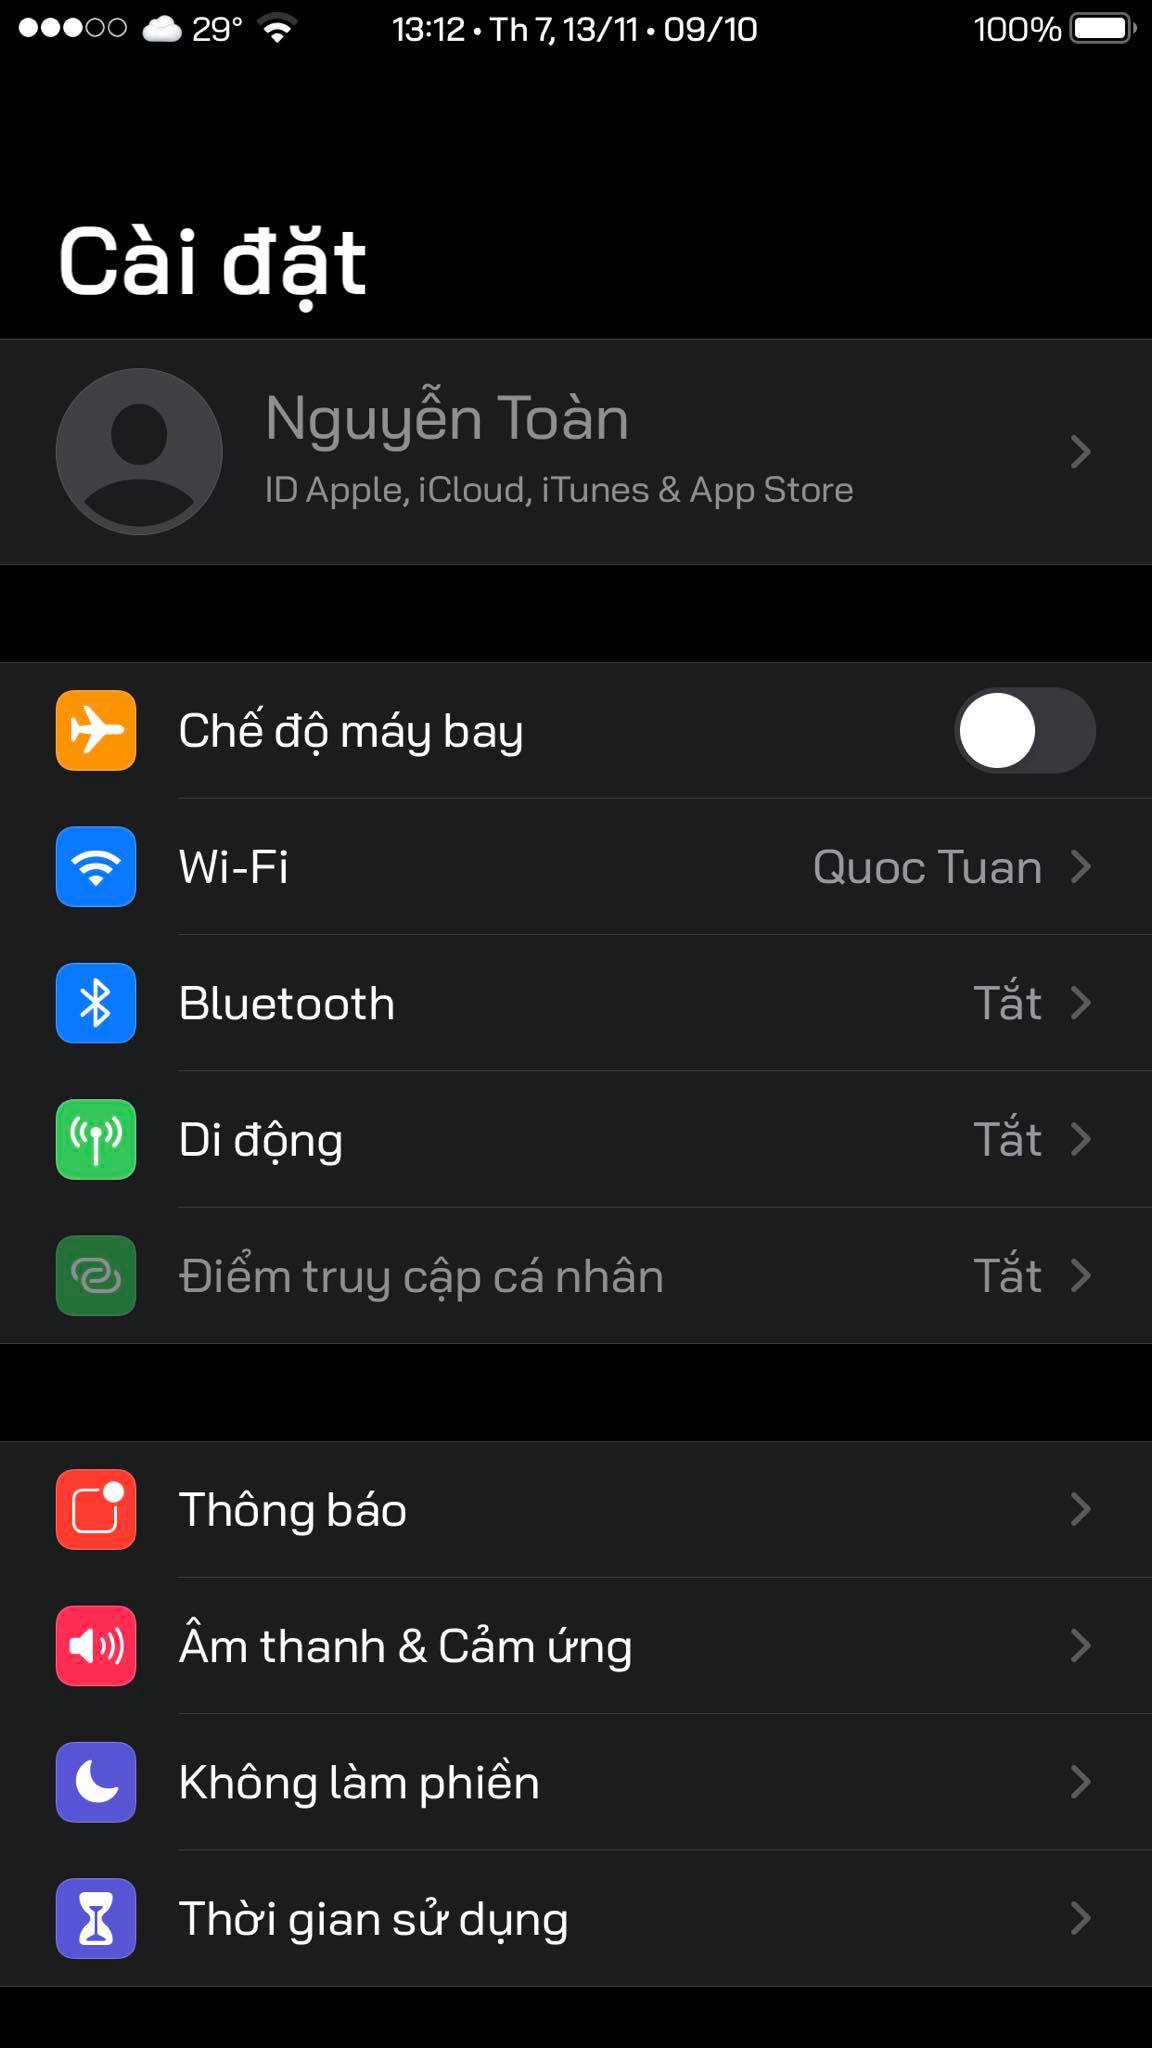 29° 13:12 • Th 7, 13/11 • 09/10 100%
Cài đặt
Nguyễn Toàn
ID Apple, iCloud, iTunes & App Store
Chế độ máy bay
Wi-Fi Quoc Tuan
Bluetooth Tắt
Di động Tắt
Điểm truy cập cá nhân Tắt
Thông báo
Âm thanh & Cảm ứng
Không làm phiền
Thời gian sử dụng